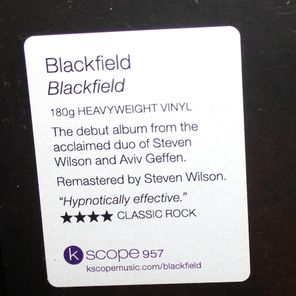 Blackfield
Blackfield
180g HEAVYWEIGHT VINYL
The debut album from the
acclaimed duo of Steven
Wilson and Aviv Geffen.
Remastered by Steven Wilson.
"Hypnotically effective."
★★★★ CLASSIC ROCK
k scope 957
kscopemusic.com/blackfield